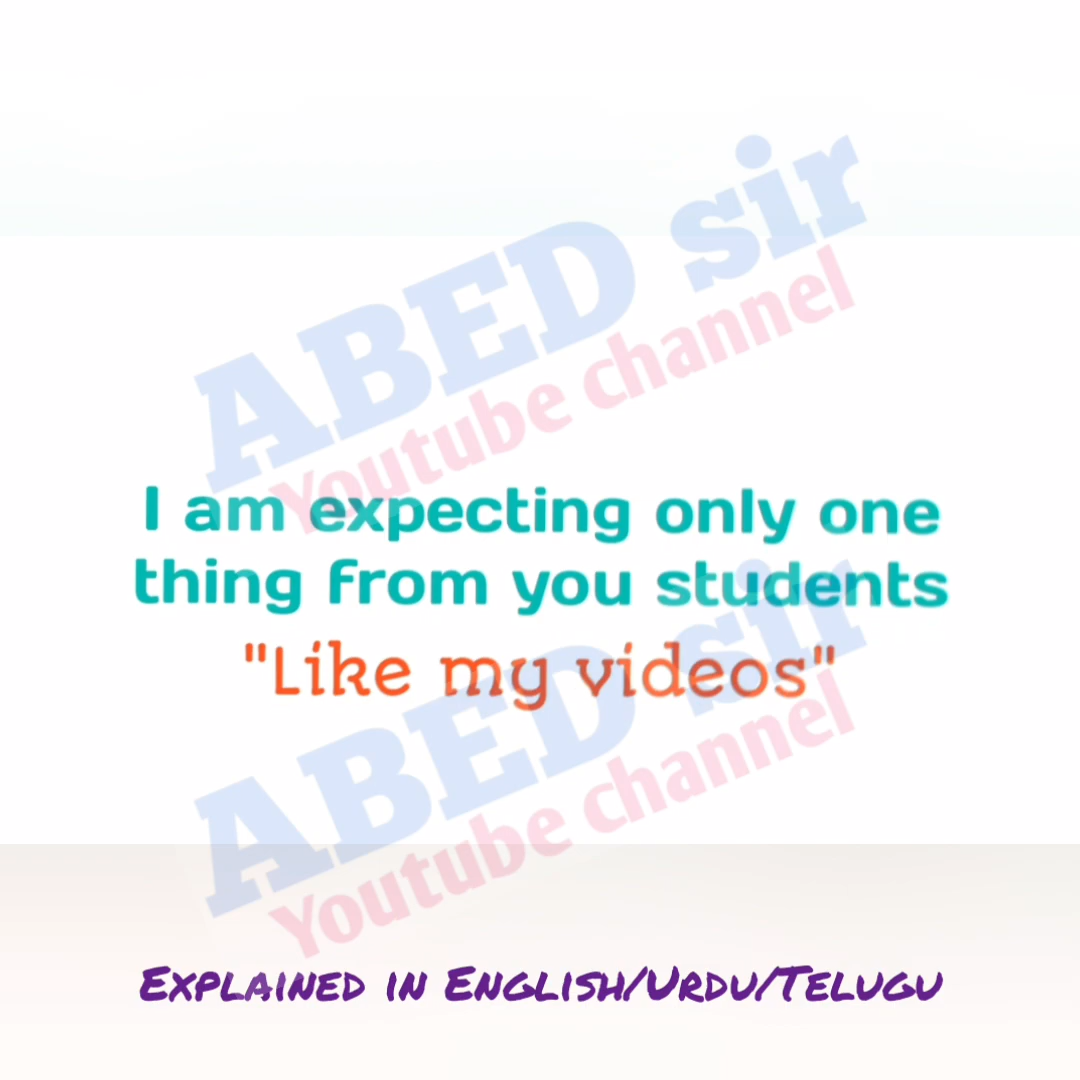 ABED sir
Youtube channel
I am expecting only one
thing from you students
"Like my videos"
ABED sir
Youtube channel
Explained in English/Urdu/Telugu